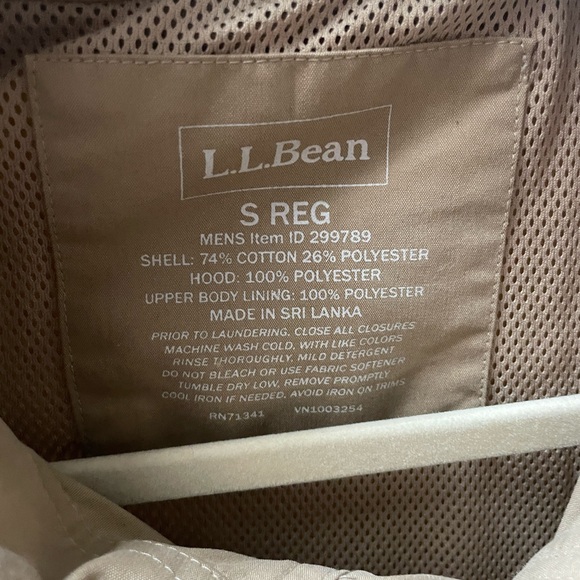 L.L.Bean
S REG
MENS Item ID 299789
SHELL: 74% COTTON 26% POLYESTER
HOOD: 100% POLYESTER
UPPER BODY LINING: 100% POLYESTER
MADE IN SRI LANKA
PRIOR TO LAUNDERING, CLOSE ALL CLOSURES
MACHINE WASH COLD, WITH LIKE COLORS
RINSE THOROUGHLY. MILD DETERGENT
DO NOT BLEACH OR USE FABRIC SOFTENER
TUMBLE DRY LOW, REMOVE PROMPTLY
COOL IRON IF NEEDED. AVOID IRON ON TRIMS
RN71341 VN1003254